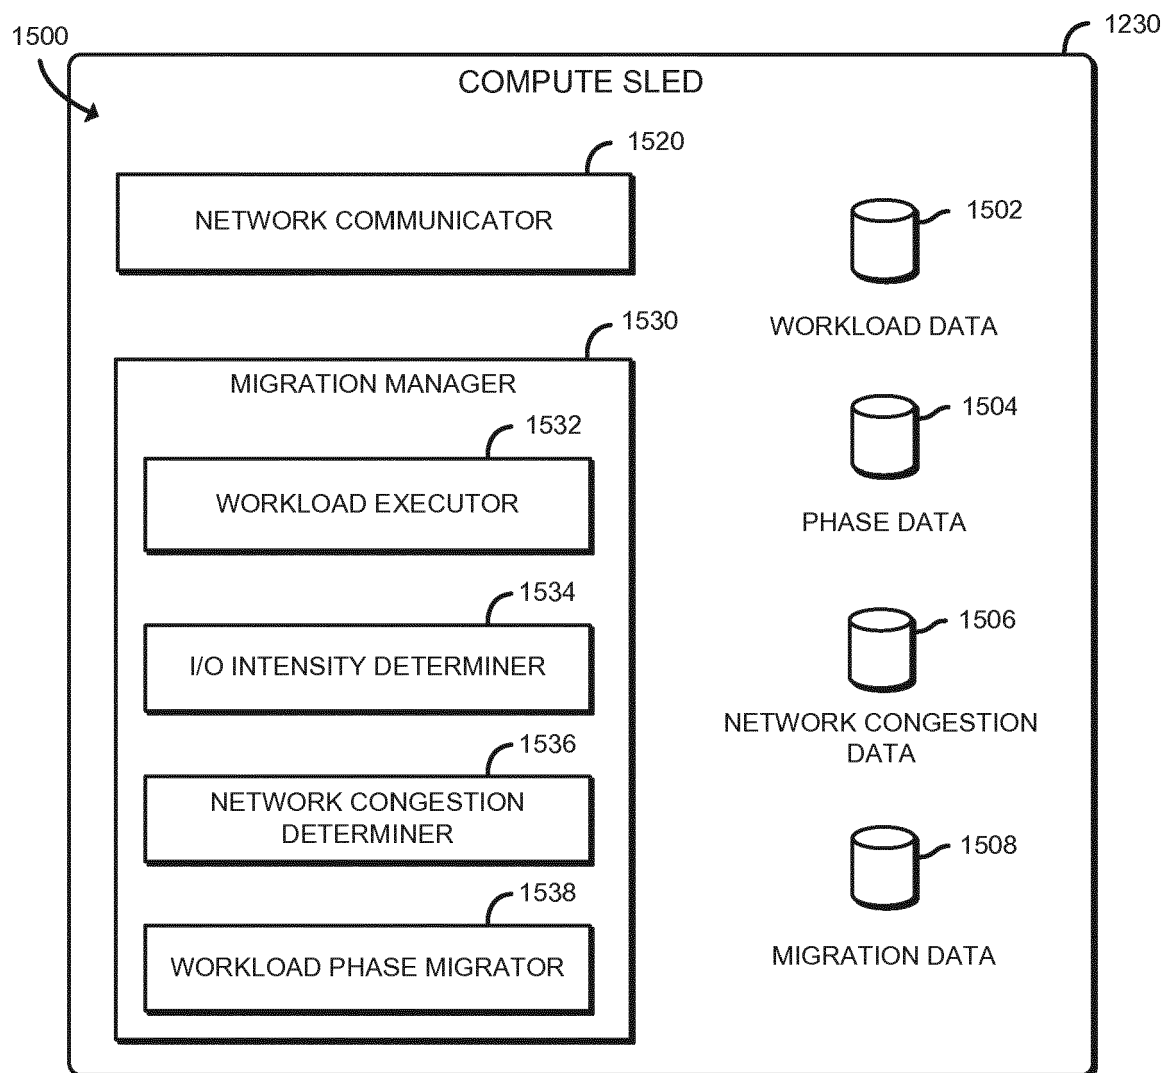 1500
1230
COMPUTE SLED
1520
NETWORK COMMUNICATOR
1502
WORKLOAD DATA
1530
MIGRATION MANAGER
1532
WORKLOAD EXECUTOR
1504
PHASE DATA
1534
I/O INTENSITY DETERMINER
1506
NETWORK CONGESTION
DATA
1536
NETWORK CONGESTION
DETERMINER
1538
WORKLOAD PHASE MIGRATOR
1508
MIGRATION DATA